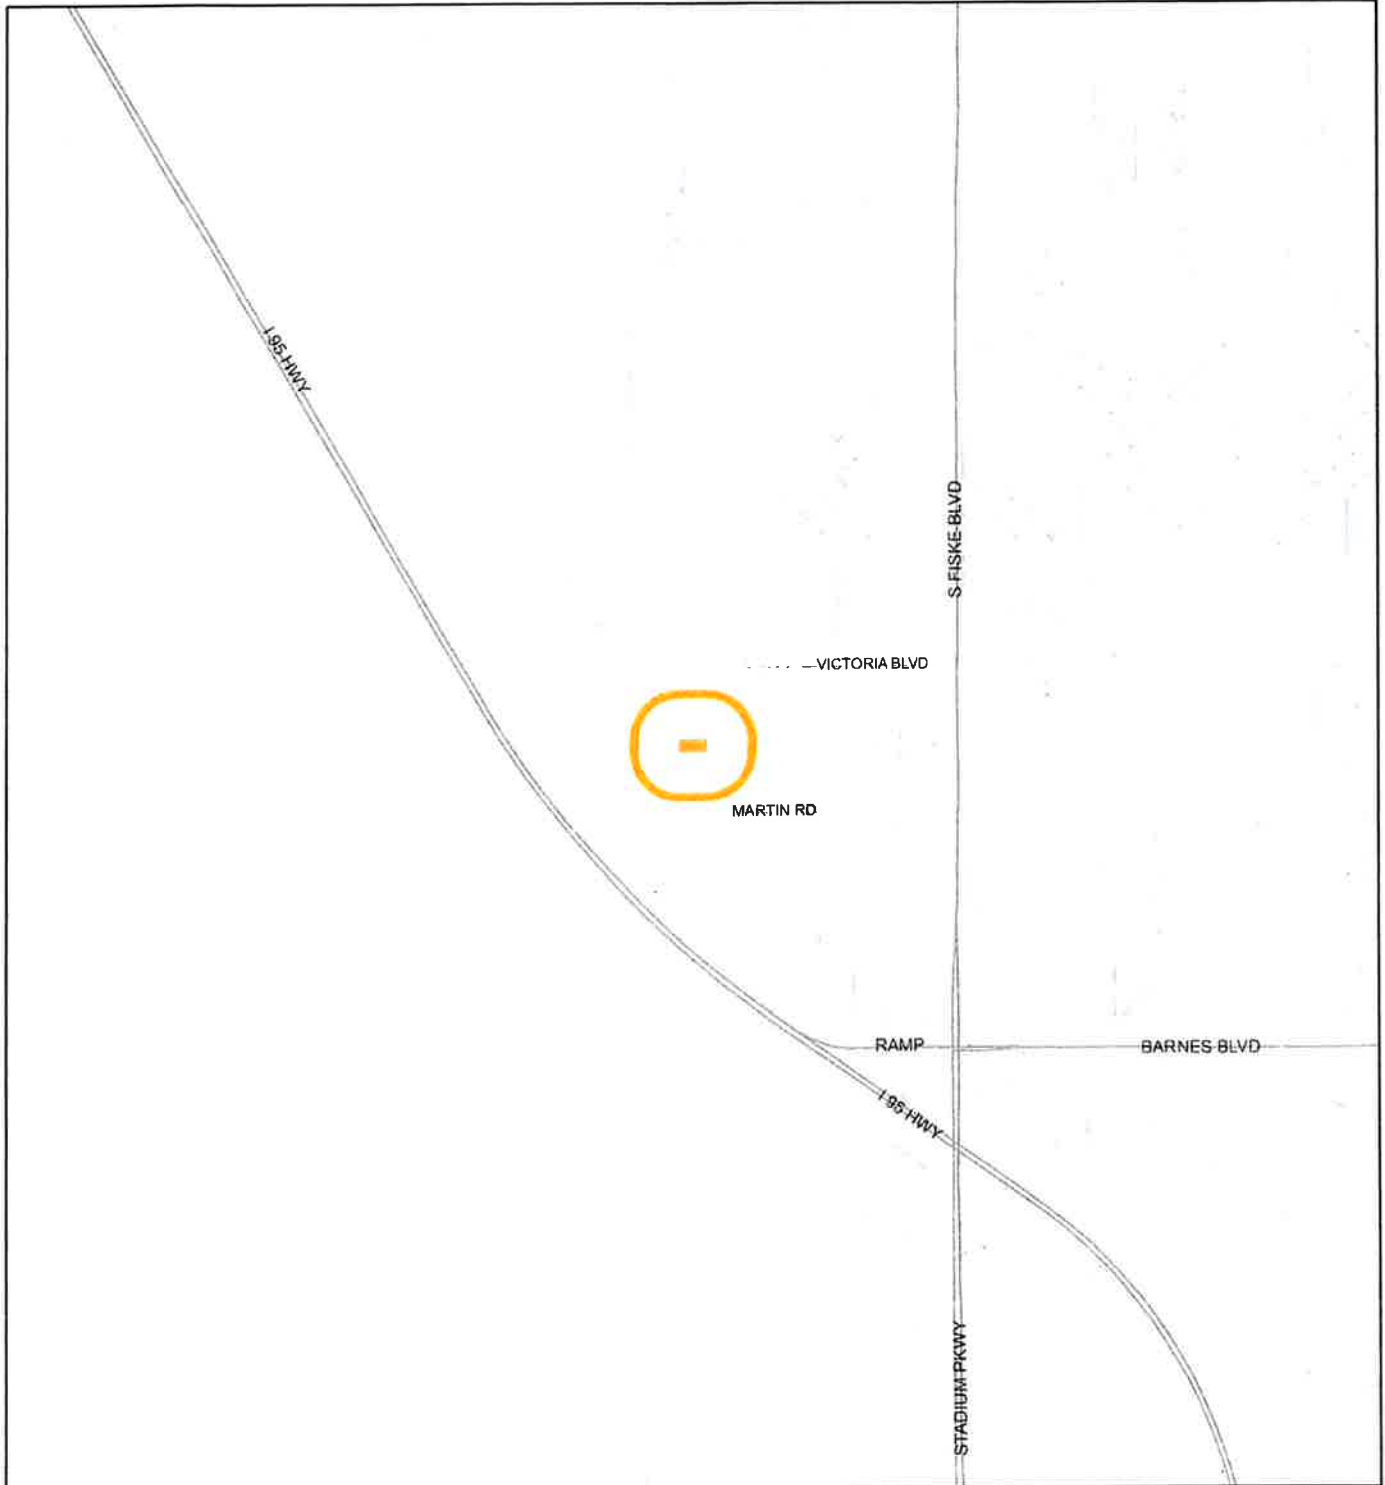 I 95 HWY
S FISKE BLVD
VICTORIA BLVD
MARTIN RD
RAMP
BARNES BLVD
I 95 HWY
STADIUM PKWY